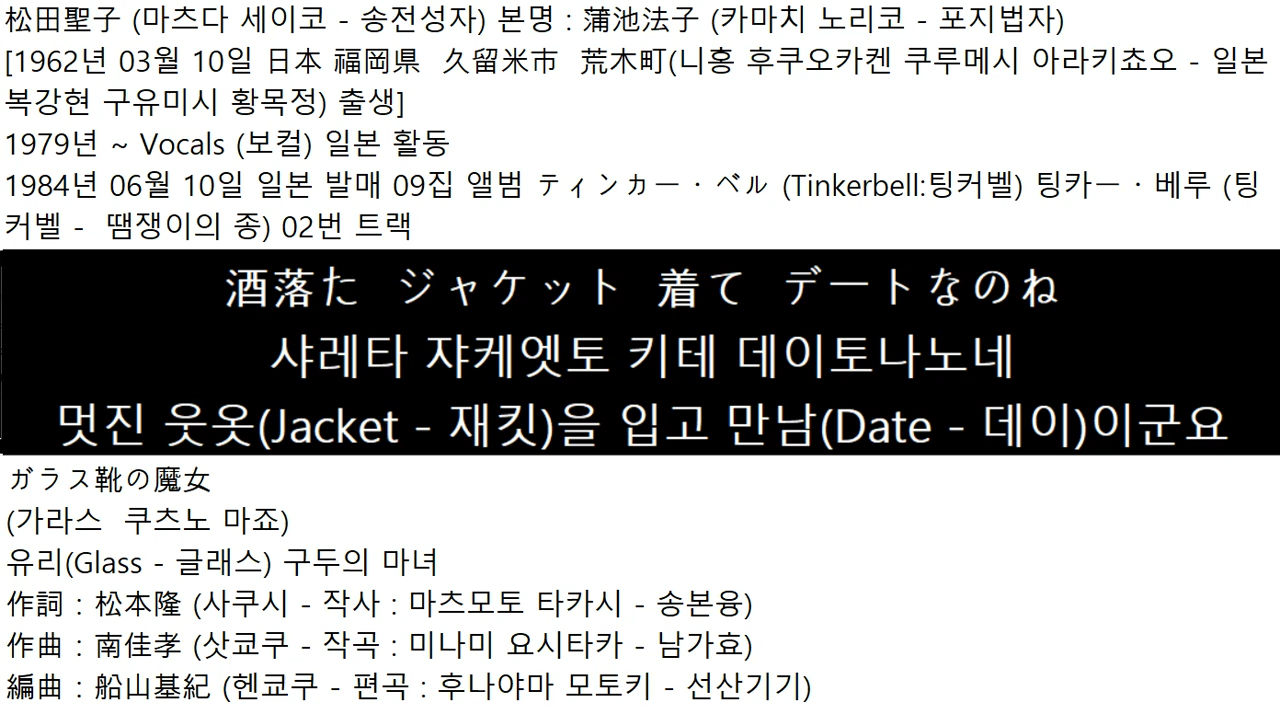 松田聖子 (마츠다 세이코 - 송전성자) 본명 : 蒲池法子 (카마치 노리코 - 포지법자)
[1962년 03월 10일 日本 福岡県 久留米市 荒木町(니홍 후쿠오카켄 쿠루메시 아라키쵸오 - 일본
복강현 구유미시 황목정) 출생]
1979년 ~ Vocals (보컬) 일본 활동
1984년 06월 10일 일본 발매 09집 앨범 ティンカー・ベル (Tinkerbell:팅커벨) 팅카ー・베루 (팅
커벨 - 땜쟁이의 종) 02번 트랙
洒落た ジャケット 着て デートなのね
샤레타 쟈케엣토 키테 데이토나노네
멋진 웃옷(Jacket - 재킷)을 입고 만남(Date - 데이)이군요
ガラス靴の魔女
(가라스 쿠츠노 마죠)
유리(Glass - 글래스) 구두의 마녀
作詞 : 松本隆 (사쿠시 - 작사 : 마츠모토 타카시 - 송본융)
作曲 : 南佳孝 (삿쿄쿠 - 작곡 : 미나미 요시타카 - 남가효)
編曲 : 船山基紀 (헨쿄쿠 - 편곡 : 후나야마 모토키 - 선산기기)